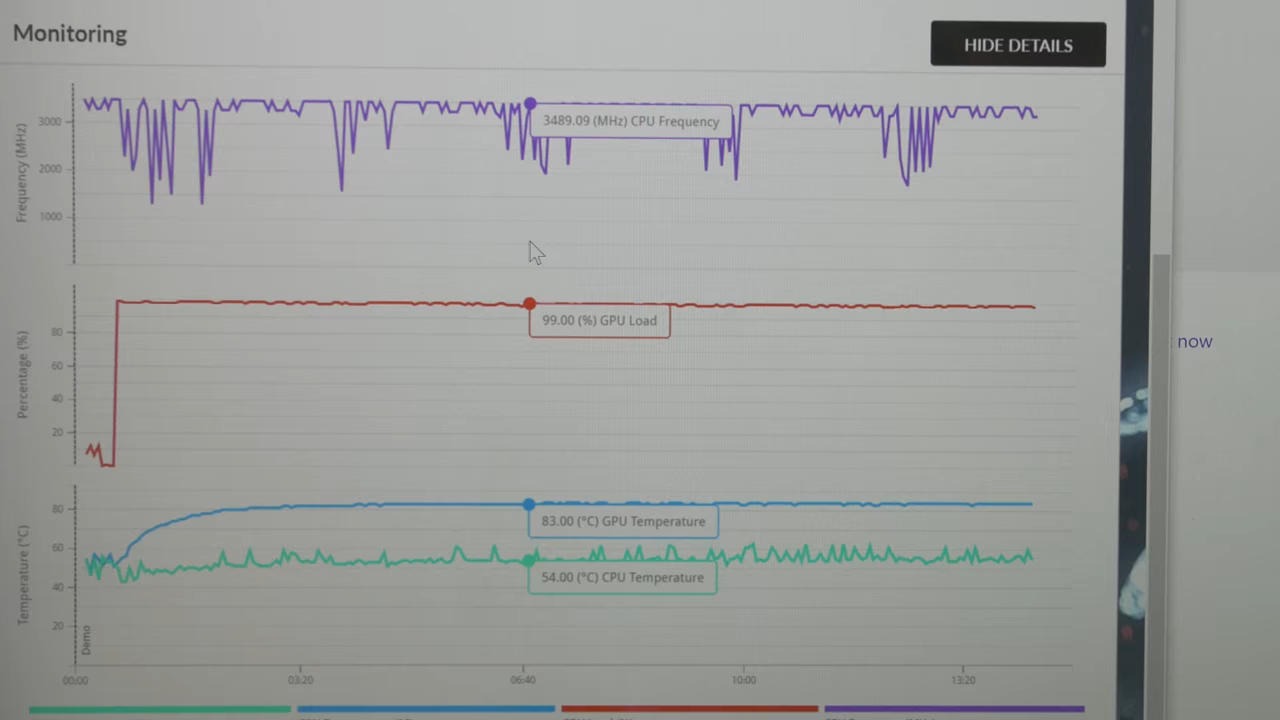 Monitoring
HIDE DETAILS
Frequency (MHz)
3000
2000
1000
3489.09 (MHz) CPU Frequency
Percentage (%)
80
60
40
20
99.00 (%) GPU Load
now
Temperature (°C)
80
60
40
20
83.00 (°C) GPU Temperature
54.00 (°C) CPU Temperature
Demo
00:00
03:20
06:40
10:00
13:20